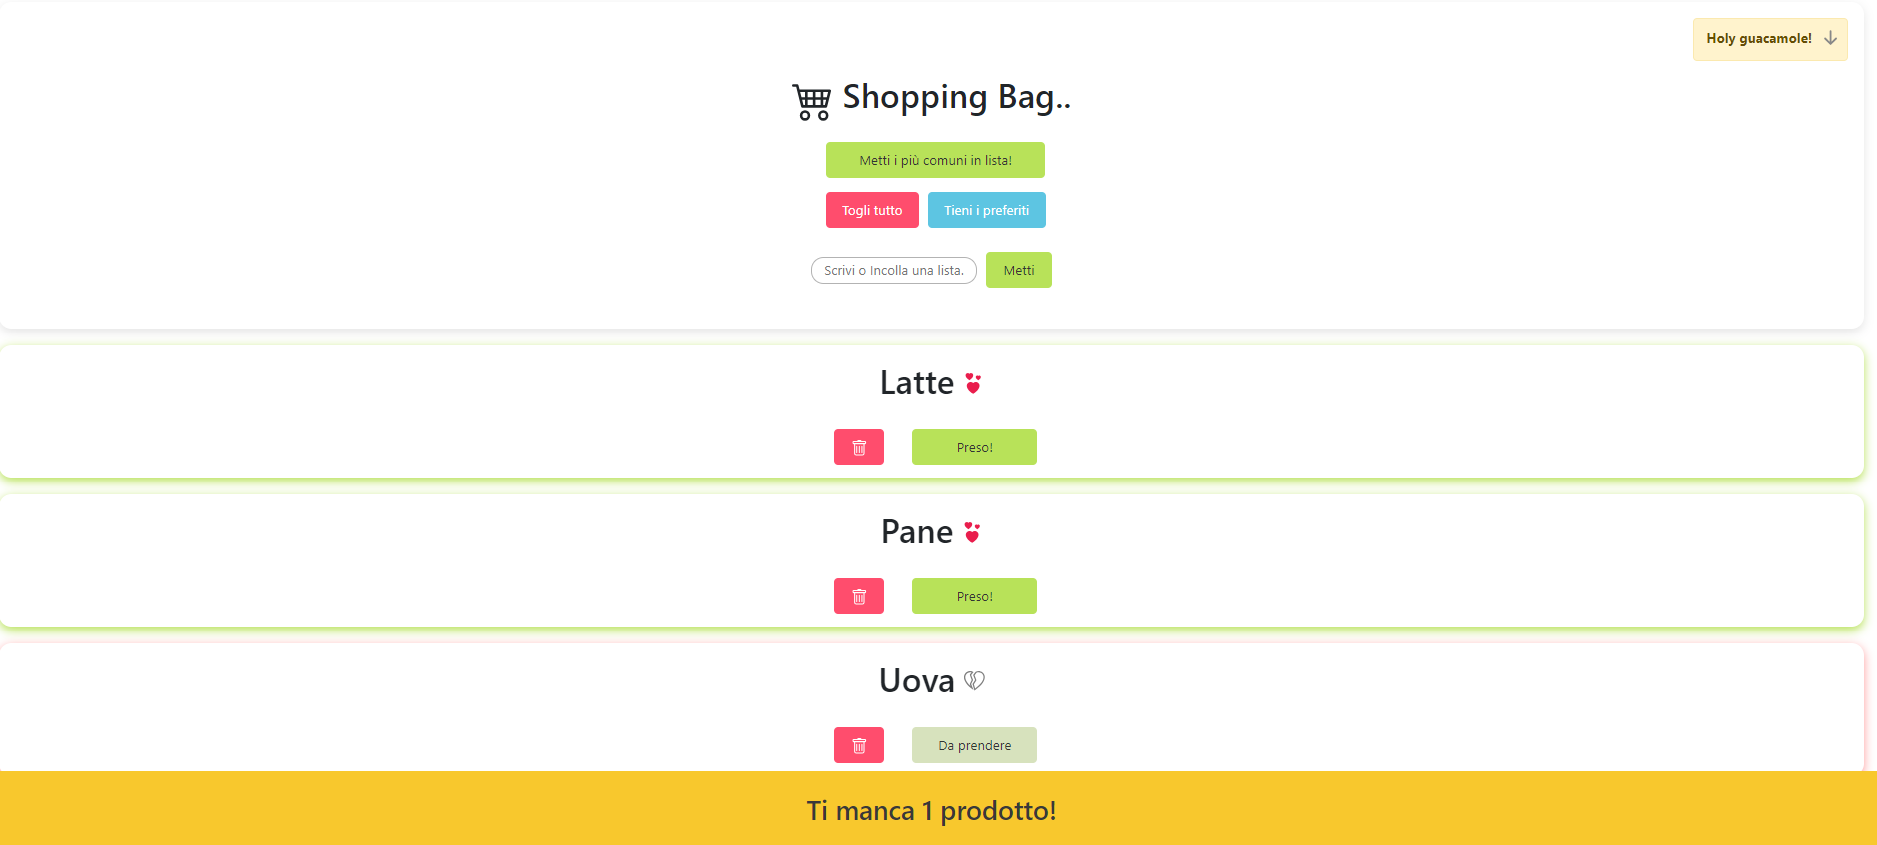 Holy guacamole!
Shopping Bag..
Metti i più comuni in lista!
Togli tutto
Tieni i preferiti
Scrivi o Incolla una lista.
Metti
Latte
Preso!
Pane
Preso!
Uova
Da prendere
Ti manca 1 prodotto!